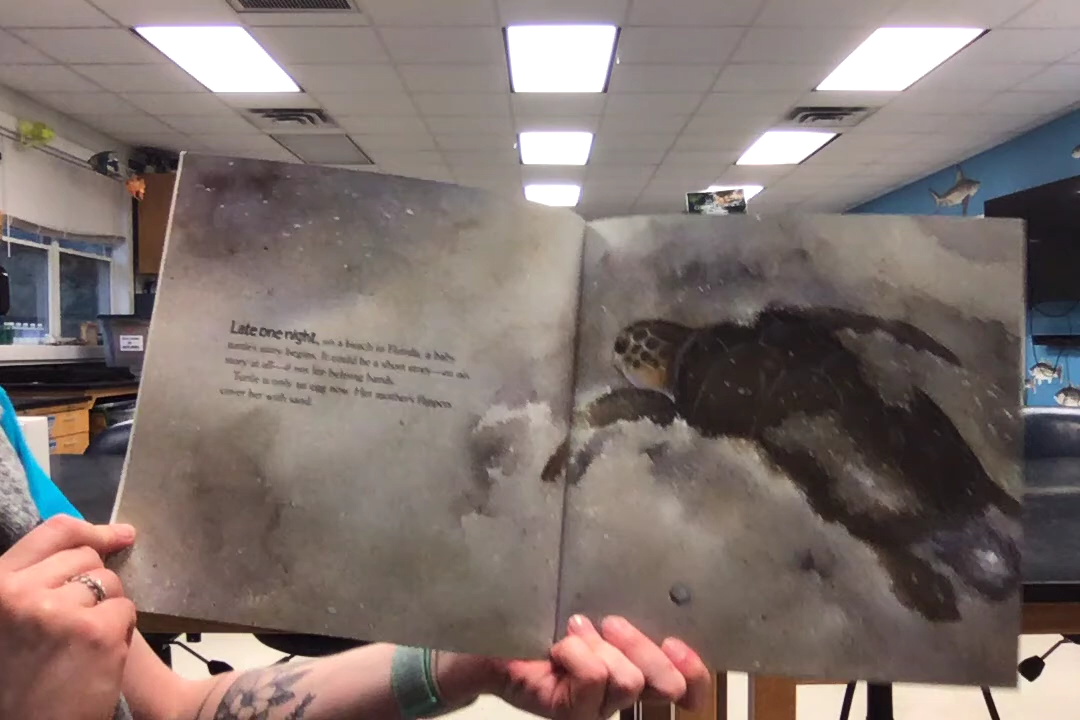 Late one night, on a beach in Florida, a baby
turtle's story begins. It could be a short story—or no
story at all—if not for helping hands.
Turtle is only an egg now. Her mother's flippers
cover her with sand.